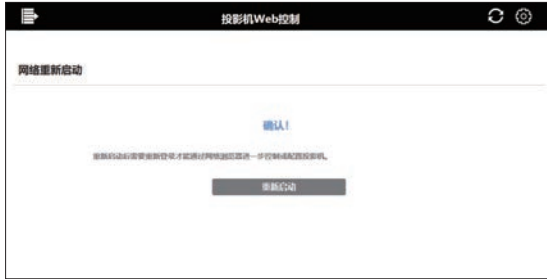 投影机Web控制
网络重新启动
确认！
重新启动后需要重新登录才能通过网络浏览器进一步控制或配置投影机。
重新启动